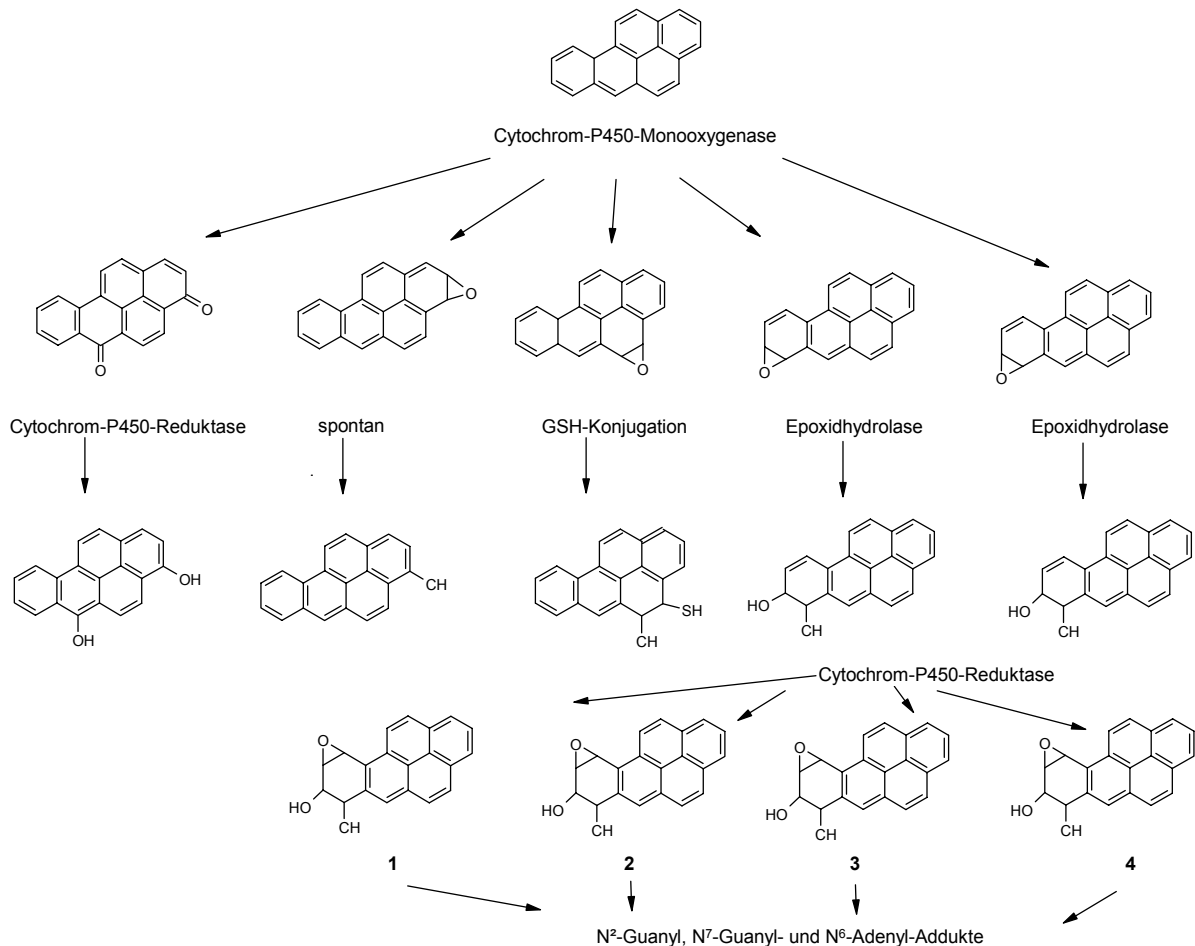 Cytochrom-P450-Monooxygenase
O
O
O
O
O
O
Cytochrom-P450-Reduktase spontan GSH-Konjugation Epoxidhydrolase Epoxidhydrolase
OH
OH
CH
SH
CH
HO
CH
HO
CH
Cytochrom-P450-Reduktase
O
HO
CH
O
HO
CH
O
HO
CH
O
HO
CH
1 2 3 4
N²-Guanyl, N⁷-Guanyl- und N⁶-Adenyl-Addukte